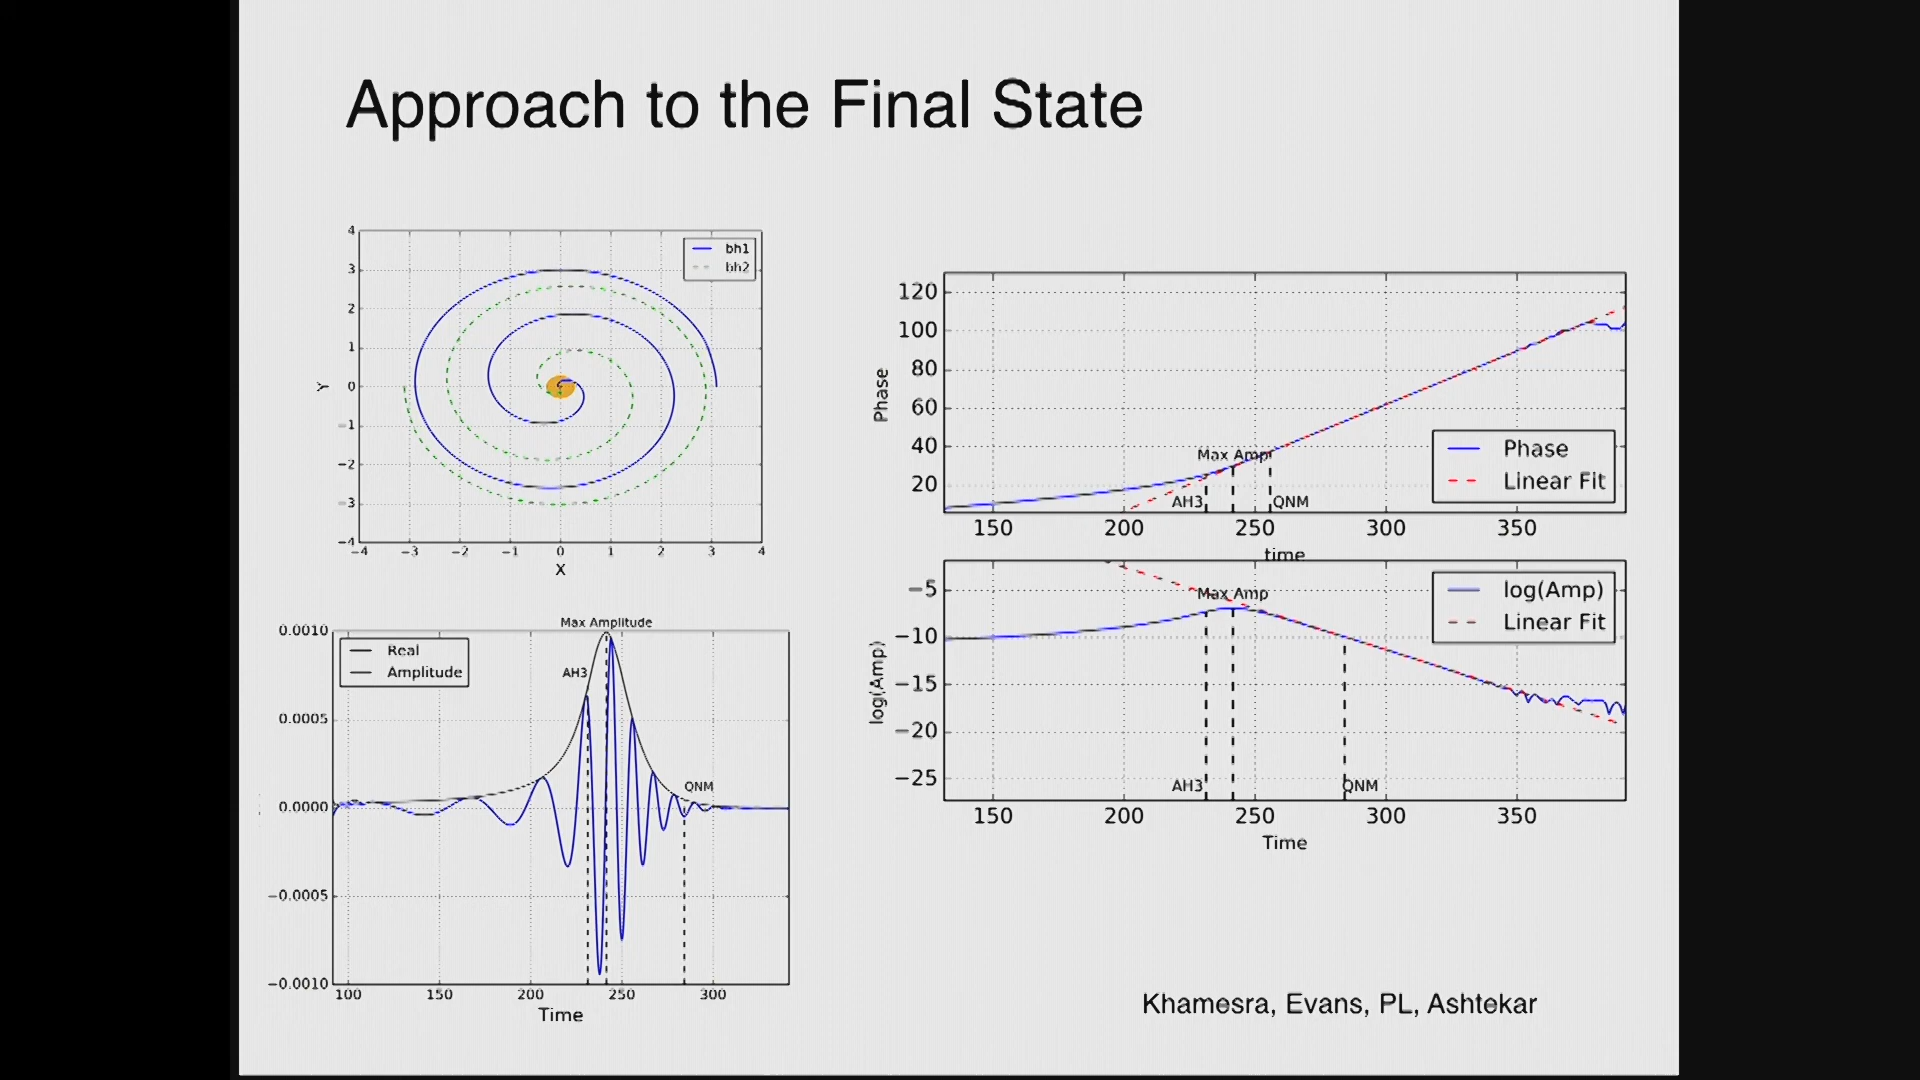 Approach to the Final State
4
3
2
1
0
−1
−2
−3
−4
Y
bh1
bh2
−4 −3 −2 −1 0 1 2 3 4
X
Max Amplitude
0.0010
0.0005
0.0000
−0.0005
−0.0010
Real
Amplitude
AH3
QNM
100 150 200 250 300
Time
120
100
80
60
40
20
Phase
Phase
Linear Fit
Max Amp
AH3
QNM
150 200 250 300 350
time
−5
−10
−15
−20
−25
log(Amp)
log(Amp)
Linear Fit
Max Amp
AH3
QNM
150 200 250 300 350
Time
Khamesra, Evans, PL, Ashtekar